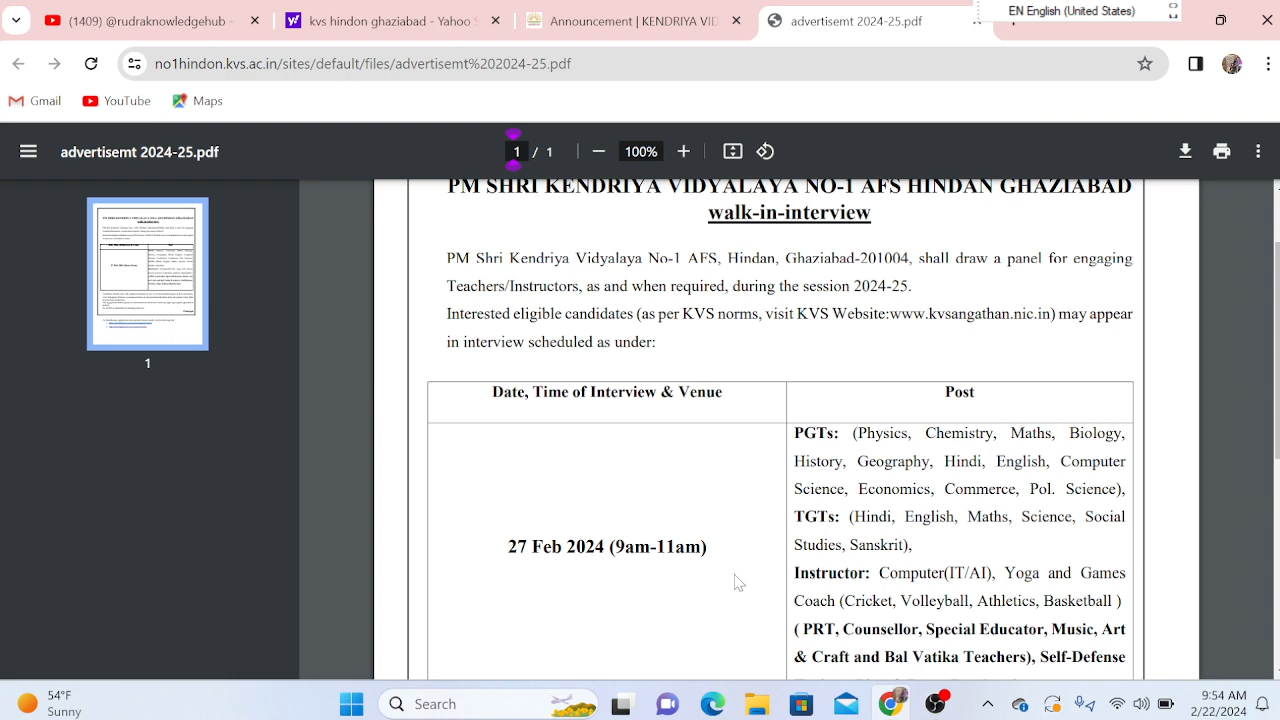 (1409) @rudraknowledgehub -
kvs hindon ghaziabad - Yahoo S
Announcement | KENDRIYA VID
advertisemt 2024-25.pdf
EN English (United States)
no1hindon.kvs.ac.in/sites/default/files/advertisemt%202024-25.pdf
Gmail
YouTube
Maps
advertisemt 2024-25.pdf
1 / 1
100%
1
PM SHRI KENDRIYA VIDYALAYA NO-1 AFS HINDAN GHAZIABAD
walk-in-interview
PM Shri Kendriya Vidyalaya No-1 AFS, Hindan, Ghaziabad-201004, shall draw a panel for engaging
Teachers/Instructors, as and when required, during the session 2024-25.
Interested eligible candidates (as per KVS norms, visit KVS Website:www.kvsangathan.nic.in) may appear
in interview scheduled as under:
Date, Time of Interview & Venue
Post
27 Feb 2024 (9am-11am)
PGTs: (Physics, Chemistry, Maths, Biology,
History, Geography, Hindi, English, Computer
Science, Economics, Commerce, Pol. Science),
TGTs: (Hindi, English, Maths, Science, Social
Studies, Sanskrit),
Instructor: Computer(IT/AI), Yoga and Games
Coach (Cricket, Volleyball, Athletics, Basketball )
( PRT, Counsellor, Special Educator, Music, Art
& Craft and Bal Vatika Teachers), Self-Defense
54°F
Sunny
Search
9:54 AM
2/22/2024